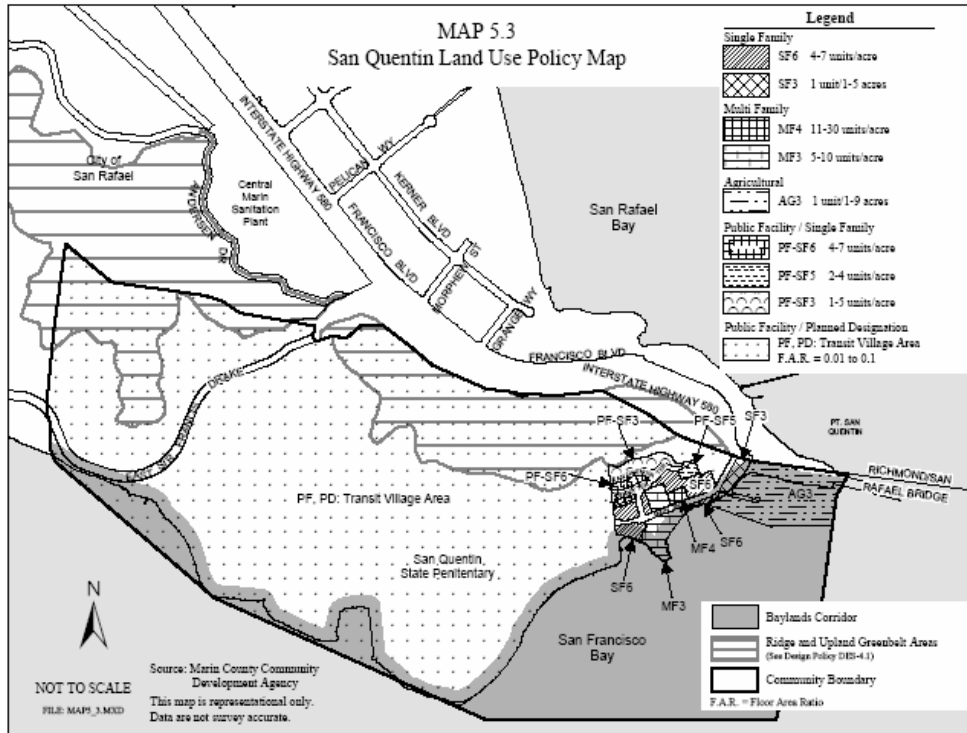 MAP 5.3
San Quentin Land Use Policy Map
Legend
Single Family
SF6 4-7 units/acre
SF3 1 unit/1-5 acres
Multi Family
MF4 11-30 units/acre
MF3 5-10 units/acre
Agricultural
AG3 1 unit/1-9 acres
Public Facility / Single Family
PF-SF6 4-7 units/acre
PF-SF5 2-4 units/acre
PF-SF3 1-5 units/acre
Public Facility / Planned Designation
PF, PD: Transit Village Area
F.A.R. = 0.01 to 0.1
City of
San Rafael
ANDERSEN DR
Central
Marin
Sanitation
Plant
INTERSTATE HIGHWAY 580
PELICAN WY
KERNER BLVD
FRANCISCO BLVD
MORPHEW ST
GRANGE WY
San Rafael
Bay
FRANCISCO BLVD
INTERSTATE HIGHWAY 580
DRAKE
EAST SIR FRANCIS
PF-SF3
PF-SF5
SF3
PT. SAN
QUENTIN
PF-SF6
SF6
RICHMOND/SAN
RAFAEL BRIDGE
AG3
PF, PD: Transit Village Area
San Quentin
State Penitentary
MF4
SF6
SF6
MF3
San Francisco
Bay
N
NOT TO SCALE
FILE: MAP5_3.MXD
Source: Marin County Community
Development Agency
This map is representational only.
Data are not survey accurate.
Baylands Corridor
Ridge and Upland Greenbelt Areas
(See Design Policy DES-4.1)
Community Boundary
F.A.R. = Floor Area Ratio